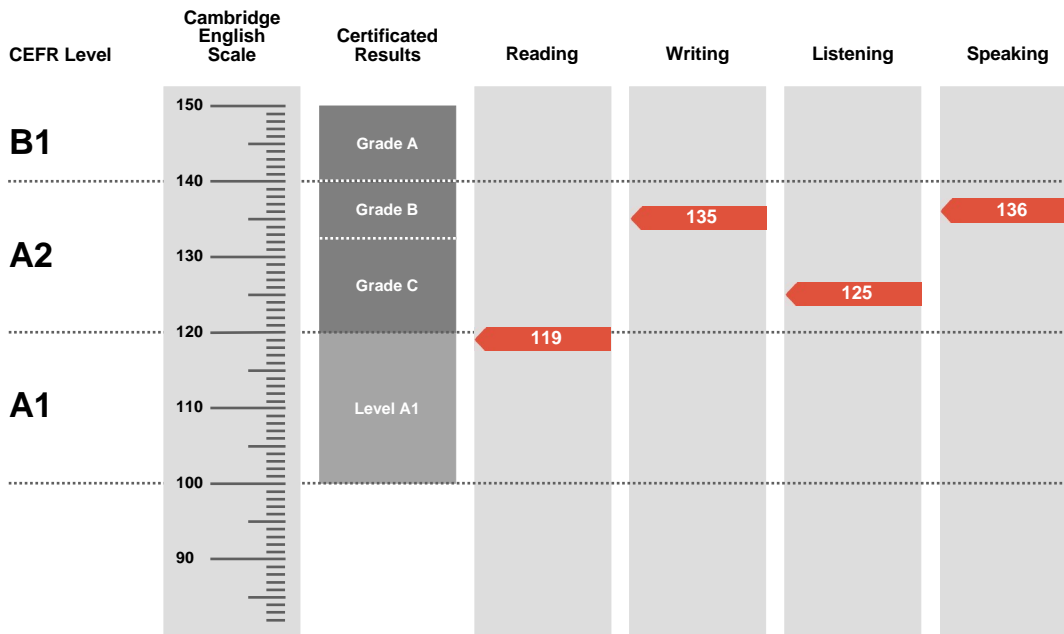 CEFR Level
Cambridge
English
Scale
Certificated
Results
Reading
Writing
Listening
Speaking
150
Grade A
B1
140
Grade B
135
136
A2
130
Grade C
125
120
119
A1
110
Level A1
100
90